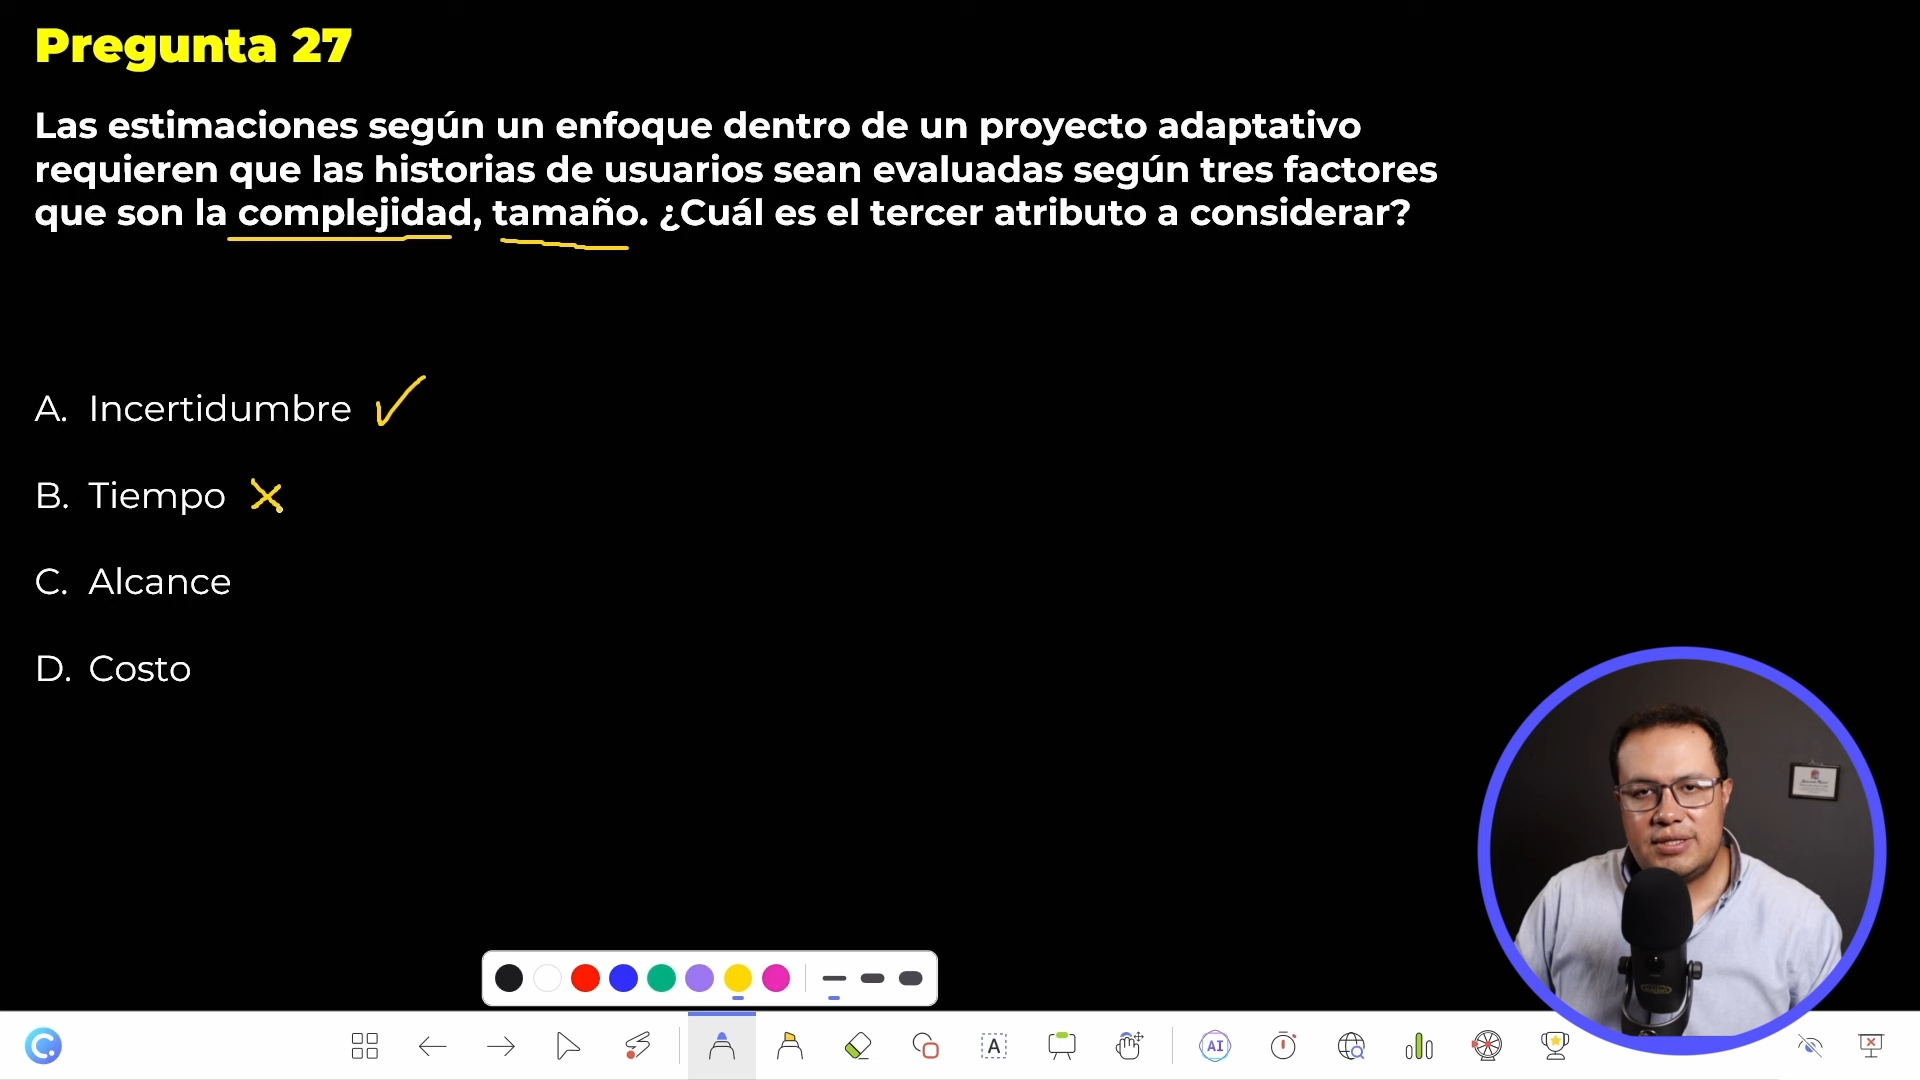 Pregunta 27
Las estimaciones según un enfoque dentro de un proyecto adaptativo
requieren que las historias de usuarios sean evaluadas según tres factores
que son la complejidad, tamaño. ¿Cuál es el tercer atributo a considerar?
A. Incertidumbre
B. Tiempo
C. Alcance
D. Costo
A
AI